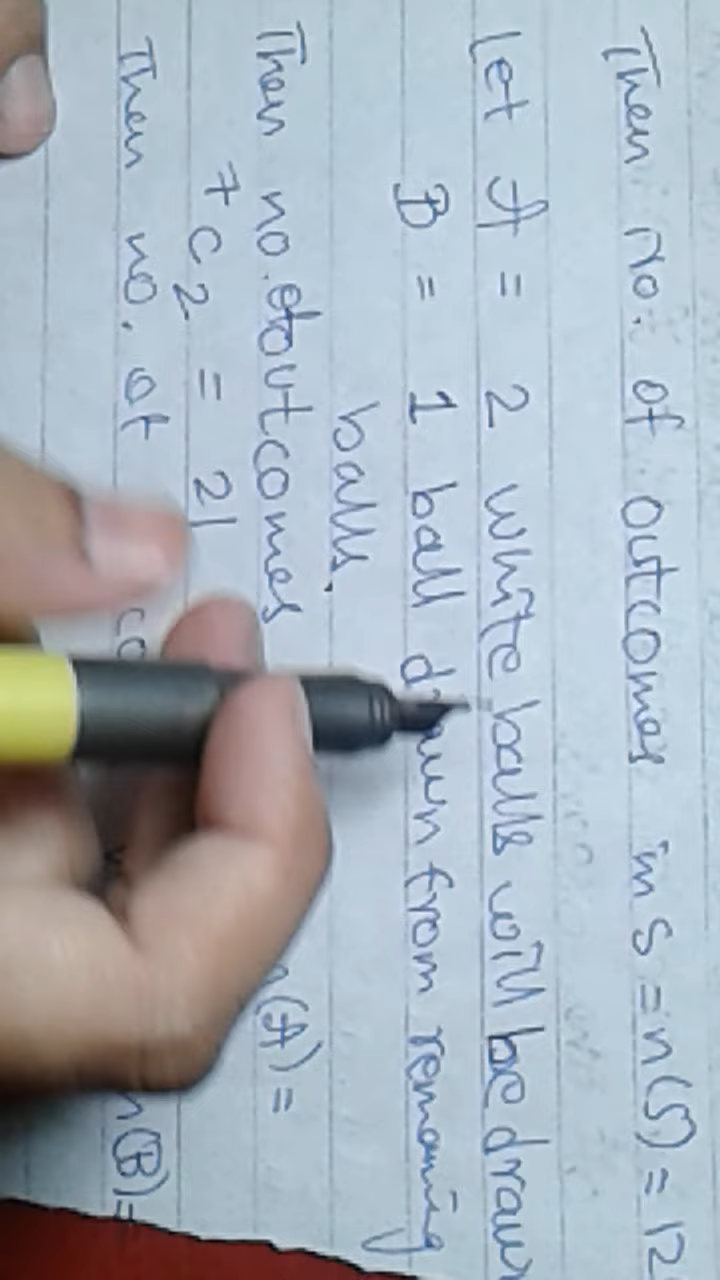 Then no. of outcomes in S = n(S) = 12
Let A = 2 white balls will be drawn
B = 1 ball drawn from remaining
balls.
Then no. of outcomes n(A) =
7C2 = 21
Then no. of n(B) =